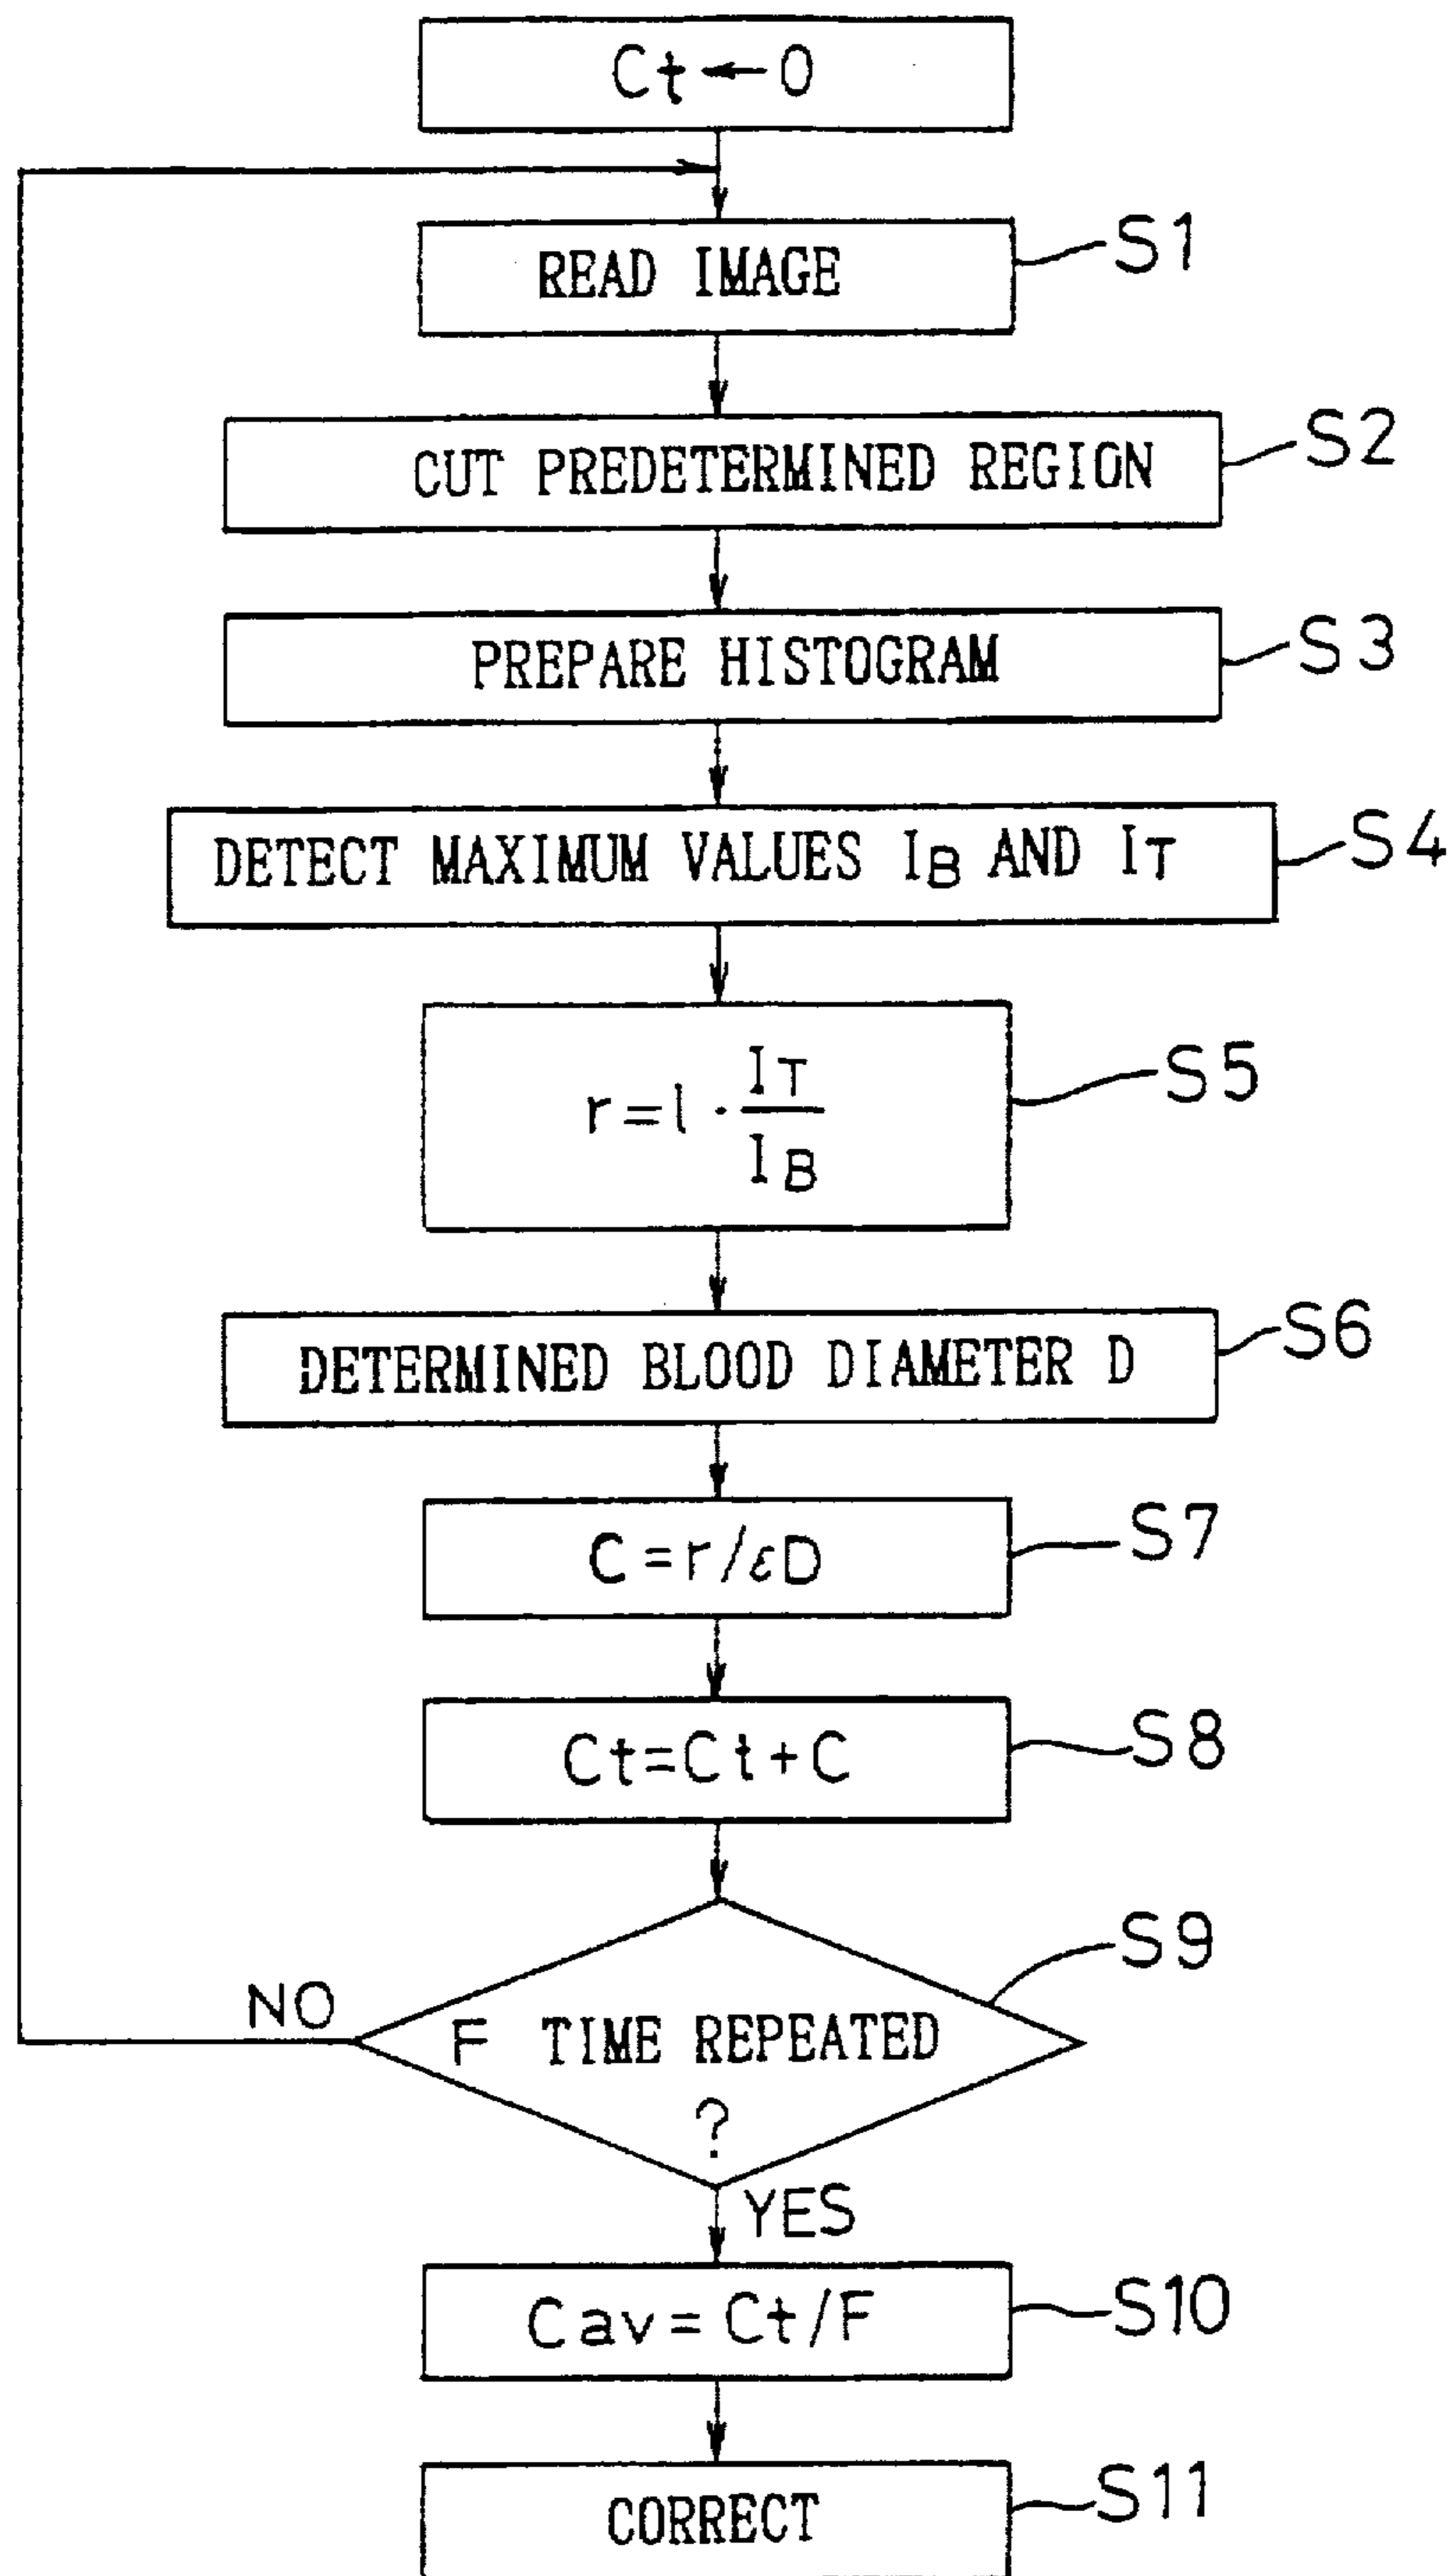 Ct ← 0
READ IMAGE
S1
CUT PREDETERMINED REGION
S2
PREPARE HISTOGRAM
S3
DETECT MAXIMUM VALUES IB AND IT
S4
r = l · IT / IB
S5
DETERMINED BLOOD DIAMETER D
S6
C = r/εD
S7
Ct = Ct + C
S8
S9
NO
F TIME REPEATED
?
YES
Cav = Ct/F
S10
CORRECT
S11